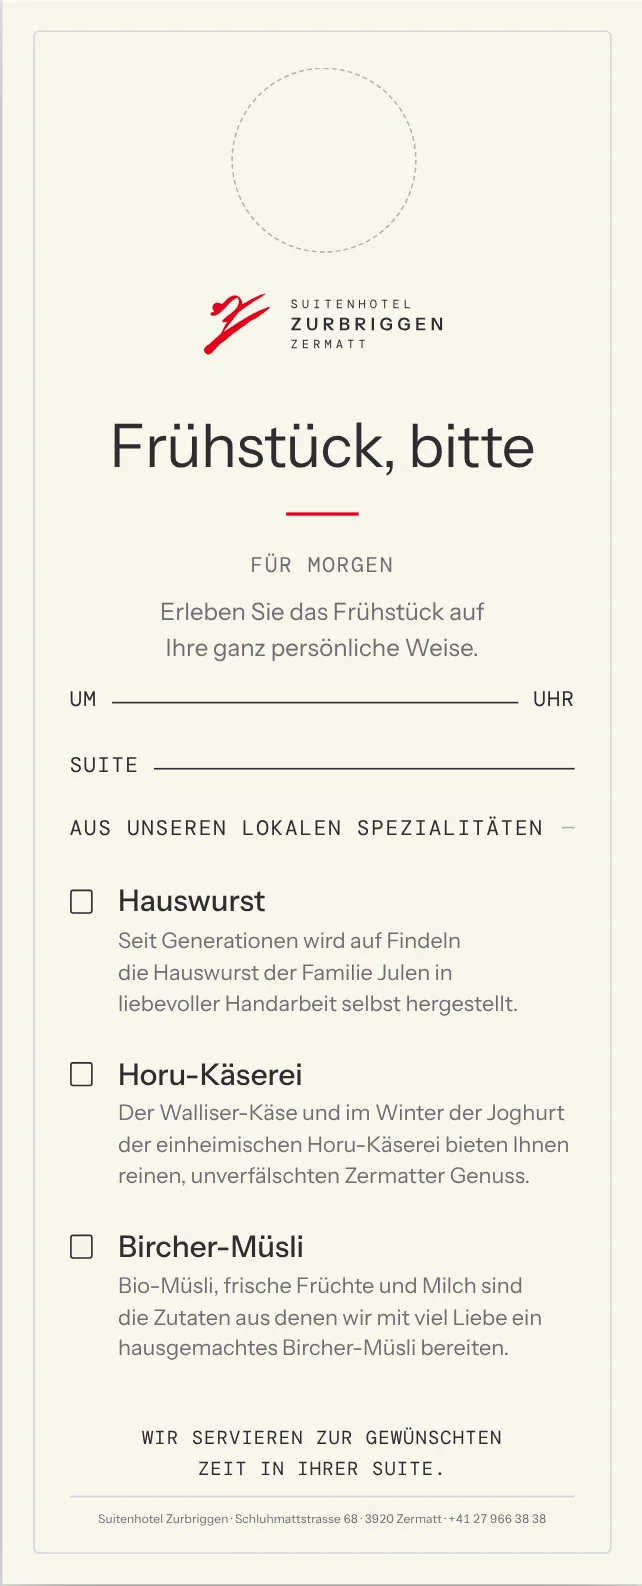 SUITENHOTEL
ZURBRIGGEN
ZERMATT
Frühstück, bitte
FÜR MORGEN
Erleben Sie das Frühstück auf
Ihre ganz persönliche Weise.
UM UHR
SUITE
AUS UNSEREN LOKALEN SPEZIALITÄTEN
Hauswurst
Seit Generationen wird auf Findeln
die Hauswurst der Familie Julen in
liebevoller Handarbeit selbst hergestellt.
Horu-Käserei
Der Walliser-Käse und im Winter der Joghurt
der einheimischen Horu-Käserei bieten Ihnen
reinen, unverfälschten Zermatter Genuss.
Bircher-Müsli
Bio-Müsli, frische Früchte und Milch sind
die Zutaten aus denen wir mit viel Liebe ein
hausgemachtes Bircher-Müsli bereiten.
WIR SERVIEREN ZUR GEWÜNSCHTEN
ZEIT IN IHRER SUITE.
Suitenhotel Zurbriggen · Schluhmattstrasse 68 · 3920 Zermatt · +41 27 966 38 38